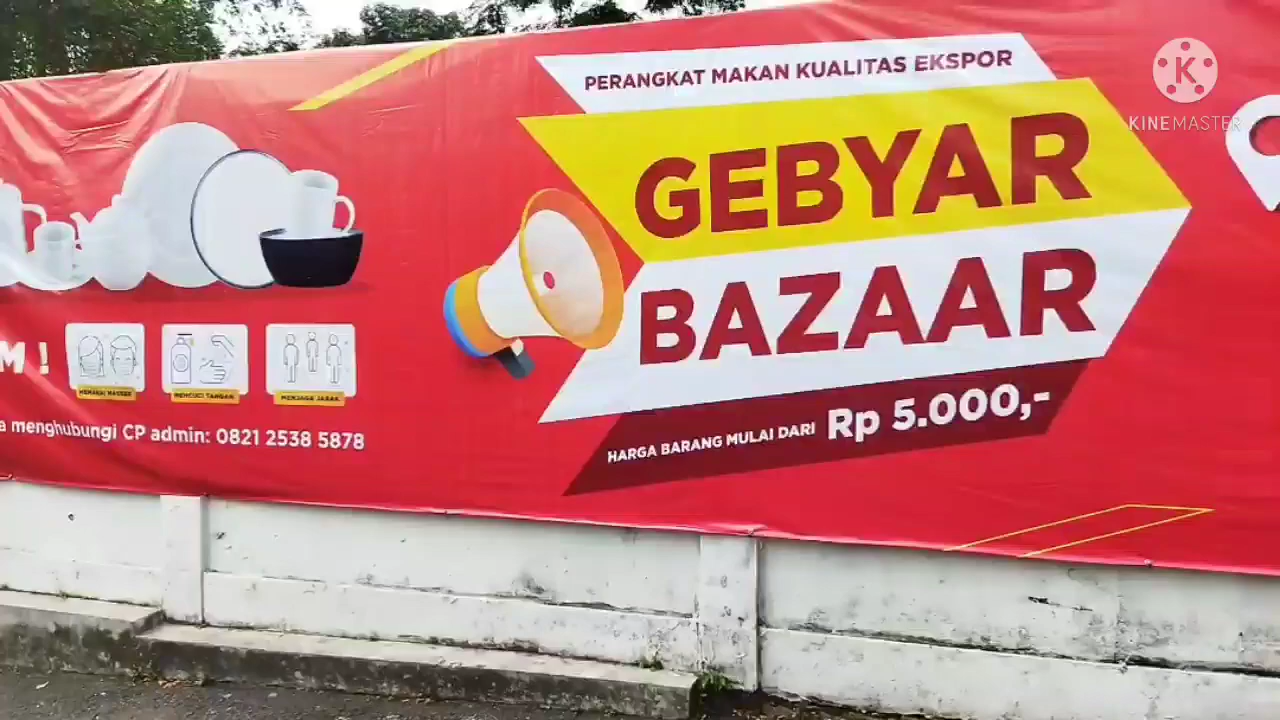 PERANGKAT MAKAN KUALITAS EKSPOR
GEBYAR
BAZAAR
HARGA BARANG MULAI DARI Rp 5.000,-
M !
MEMAKAI MASKER
MENCUCI TANGAN
MENJAGA JARAK
a menghubungi CP admin: 0821 2538 5878
K
KINEMASTER